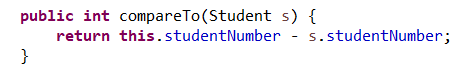 public int compareTo(Student s) {
    return this.studentNumber - s.studentNumber;
}